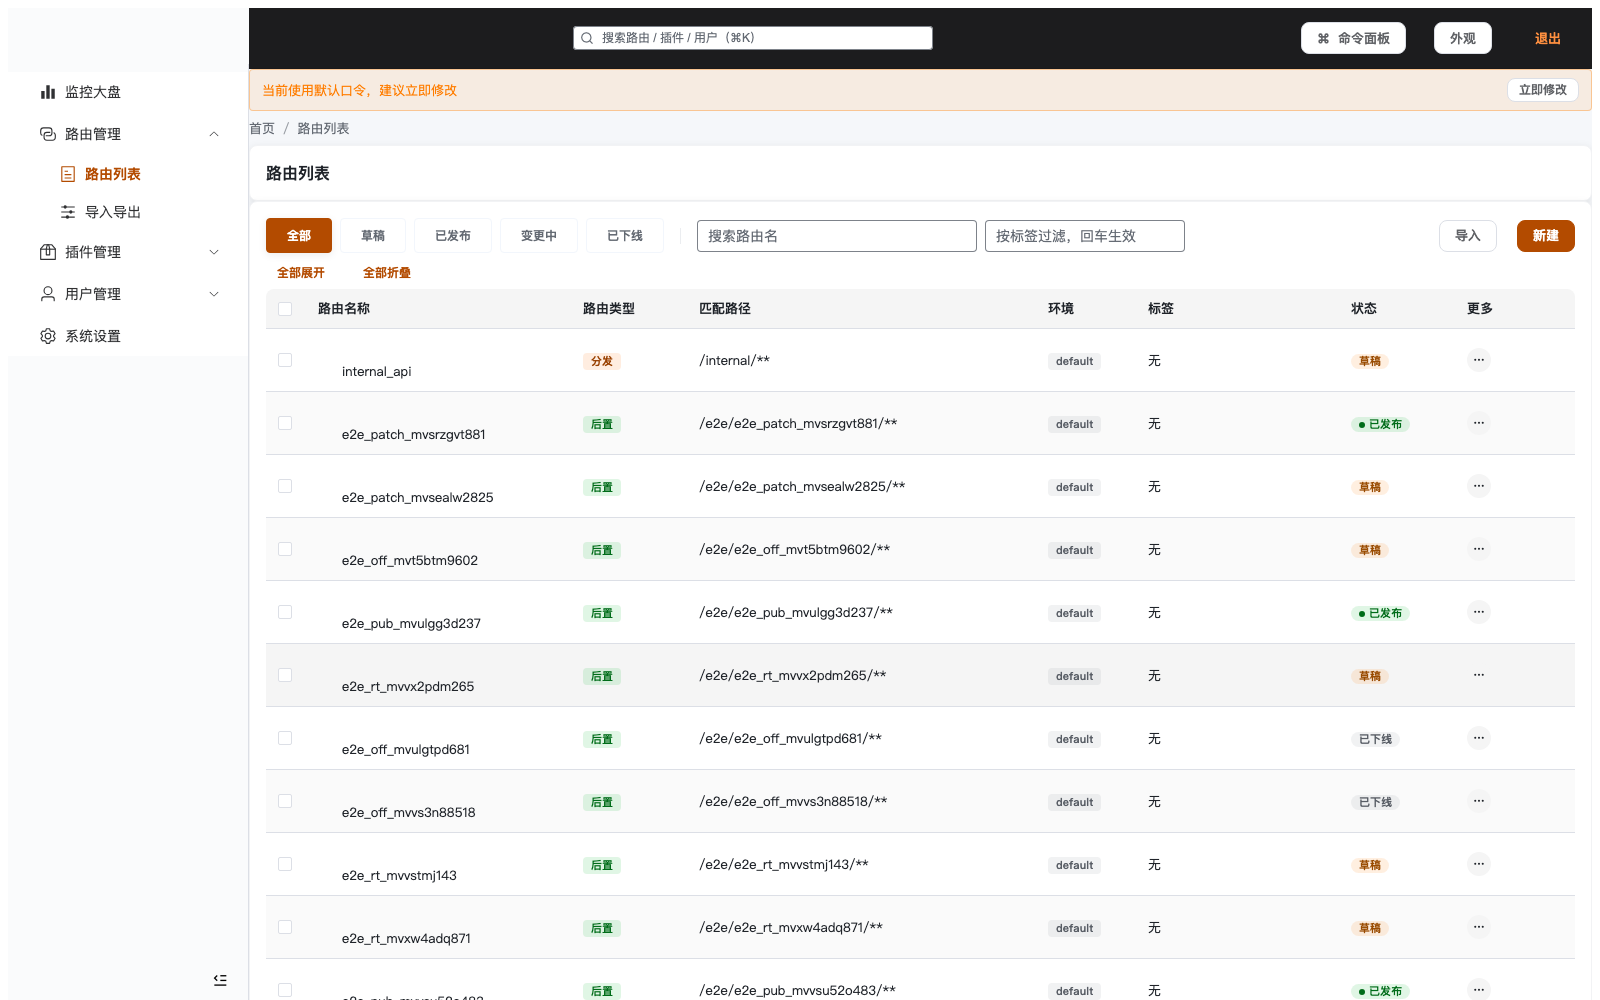 搜索路由 / 插件 / 用户（⌘K）
⌘ 命令面板
外观
退出
监控大盘
路由管理
路由列表
导入导出
插件管理
用户管理
系统设置
当前使用默认口令，建议立即修改
立即修改
首页 / 路由列表
路由列表
全部 草稿 已发布 变更中 已下线 搜索路由名 按标签过滤，回车生效 导入 新建
全部展开 全部折叠
路由名称 路由类型 匹配路径 环境 标签 状态 更多
internal_api 分发 /internal/** default 无 草稿 ···
e2e_patch_mvsrzgvt881 后置 /e2e/e2e_patch_mvsrzgvt881/** default 无 已发布 ···
e2e_patch_mvsealw2825 后置 /e2e/e2e_patch_mvsealw2825/** default 无 草稿 ···
e2e_off_mvt5btm9602 后置 /e2e/e2e_off_mvt5btm9602/** default 无 草稿 ···
e2e_pub_mvulgg3d237 后置 /e2e/e2e_pub_mvulgg3d237/** default 无 已发布 ···
e2e_rt_mvvx2pdm265 后置 /e2e/e2e_rt_mvvx2pdm265/** default 无 草稿 ···
e2e_off_mvulgtpd681 后置 /e2e/e2e_off_mvulgtpd681/** default 无 已下线 ···
e2e_off_mvvs3n88518 后置 /e2e/e2e_off_mvvs3n88518/** default 无 已下线 ···
e2e_rt_mvvstmj143 后置 /e2e/e2e_rt_mvvstmj143/** default 无 草稿 ···
e2e_rt_mvxw4adq871 后置 /e2e/e2e_rt_mvxw4adq871/** default 无 草稿 ···
e2e_pub_mvvsu52o483 后置 /e2e/e2e_pub_mvvsu52o483/** default 无 已发布 ···